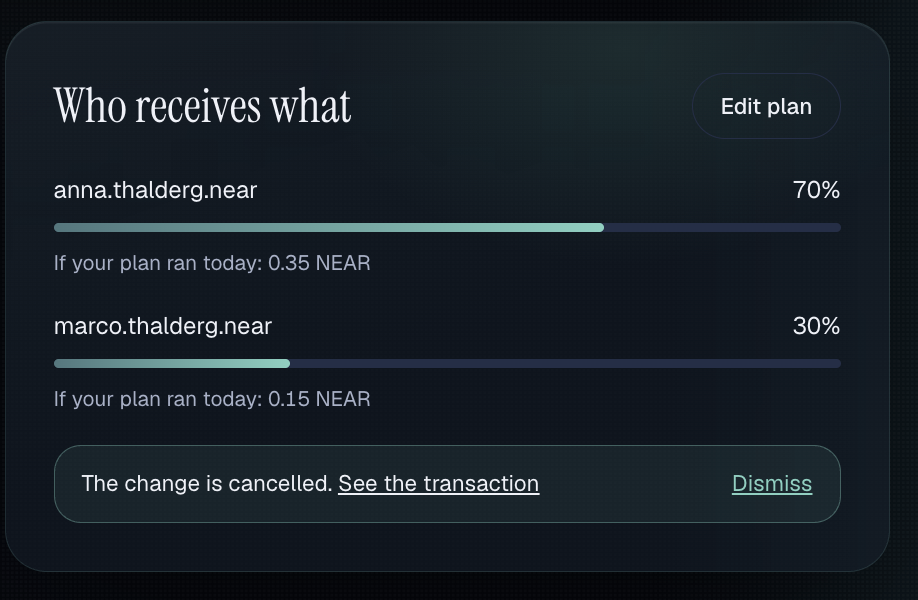 Who receives what
Edit plan
anna.thalderg.near
70%
If your plan ran today: 0.35 NEAR
marco.thalderg.near
30%
If your plan ran today: 0.15 NEAR
The change is cancelled. See the transaction
Dismiss